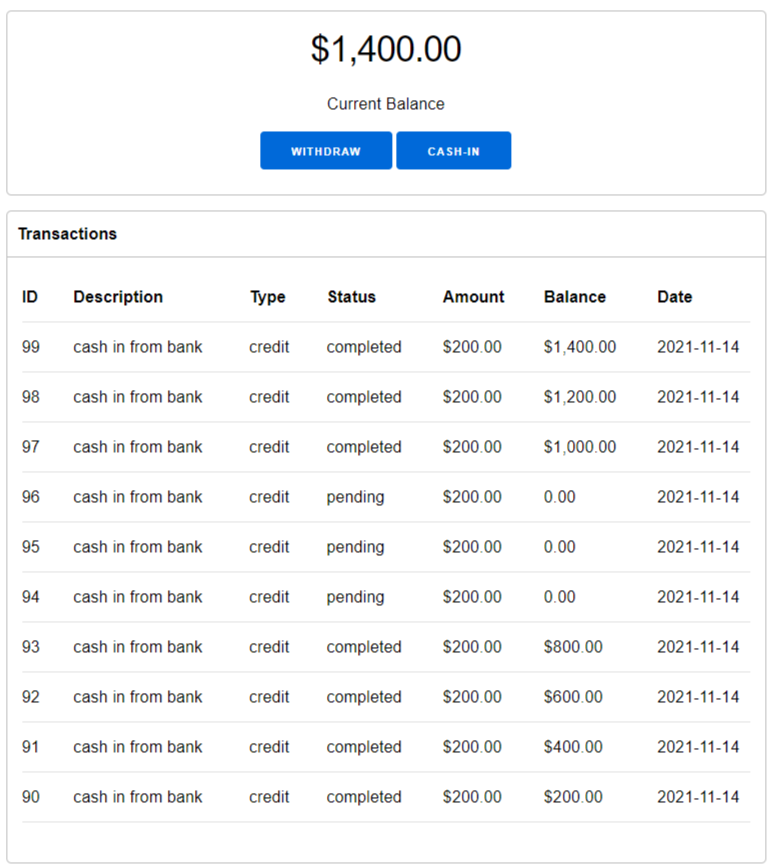 $1,400.00
Current Balance
WITHDRAW CASH-IN
Transactions
ID Description Type Status Amount Balance Date
99 cash in from bank credit completed $200.00 $1,400.00 2021-11-14
98 cash in from bank credit completed $200.00 $1,200.00 2021-11-14
97 cash in from bank credit completed $200.00 $1,000.00 2021-11-14
96 cash in from bank credit pending $200.00 0.00 2021-11-14
95 cash in from bank credit pending $200.00 0.00 2021-11-14
94 cash in from bank credit pending $200.00 0.00 2021-11-14
93 cash in from bank credit completed $200.00 $800.00 2021-11-14
92 cash in from bank credit completed $200.00 $600.00 2021-11-14
91 cash in from bank credit completed $200.00 $400.00 2021-11-14
90 cash in from bank credit completed $200.00 $200.00 2021-11-14